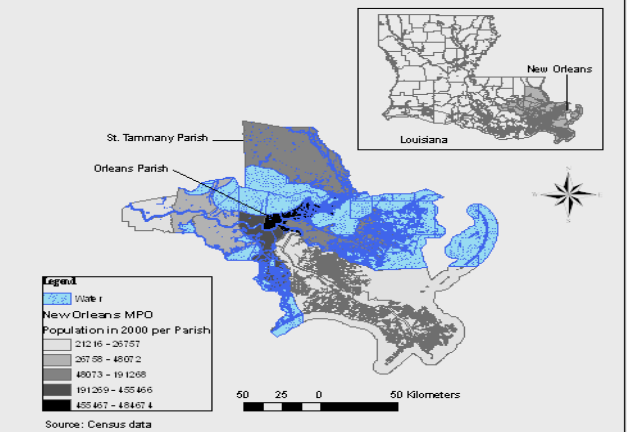 New Orleans
Louisiana
St. Tammany Parish
Orleans Parish
Legend
Water
New Orleans MPO
Population in 2000 per Parish
21216 - 26757
26758 - 48072
48073 - 191268
191269 - 455466
455467 - 484674
50 25 0 50 Kilometers
Source: Census data